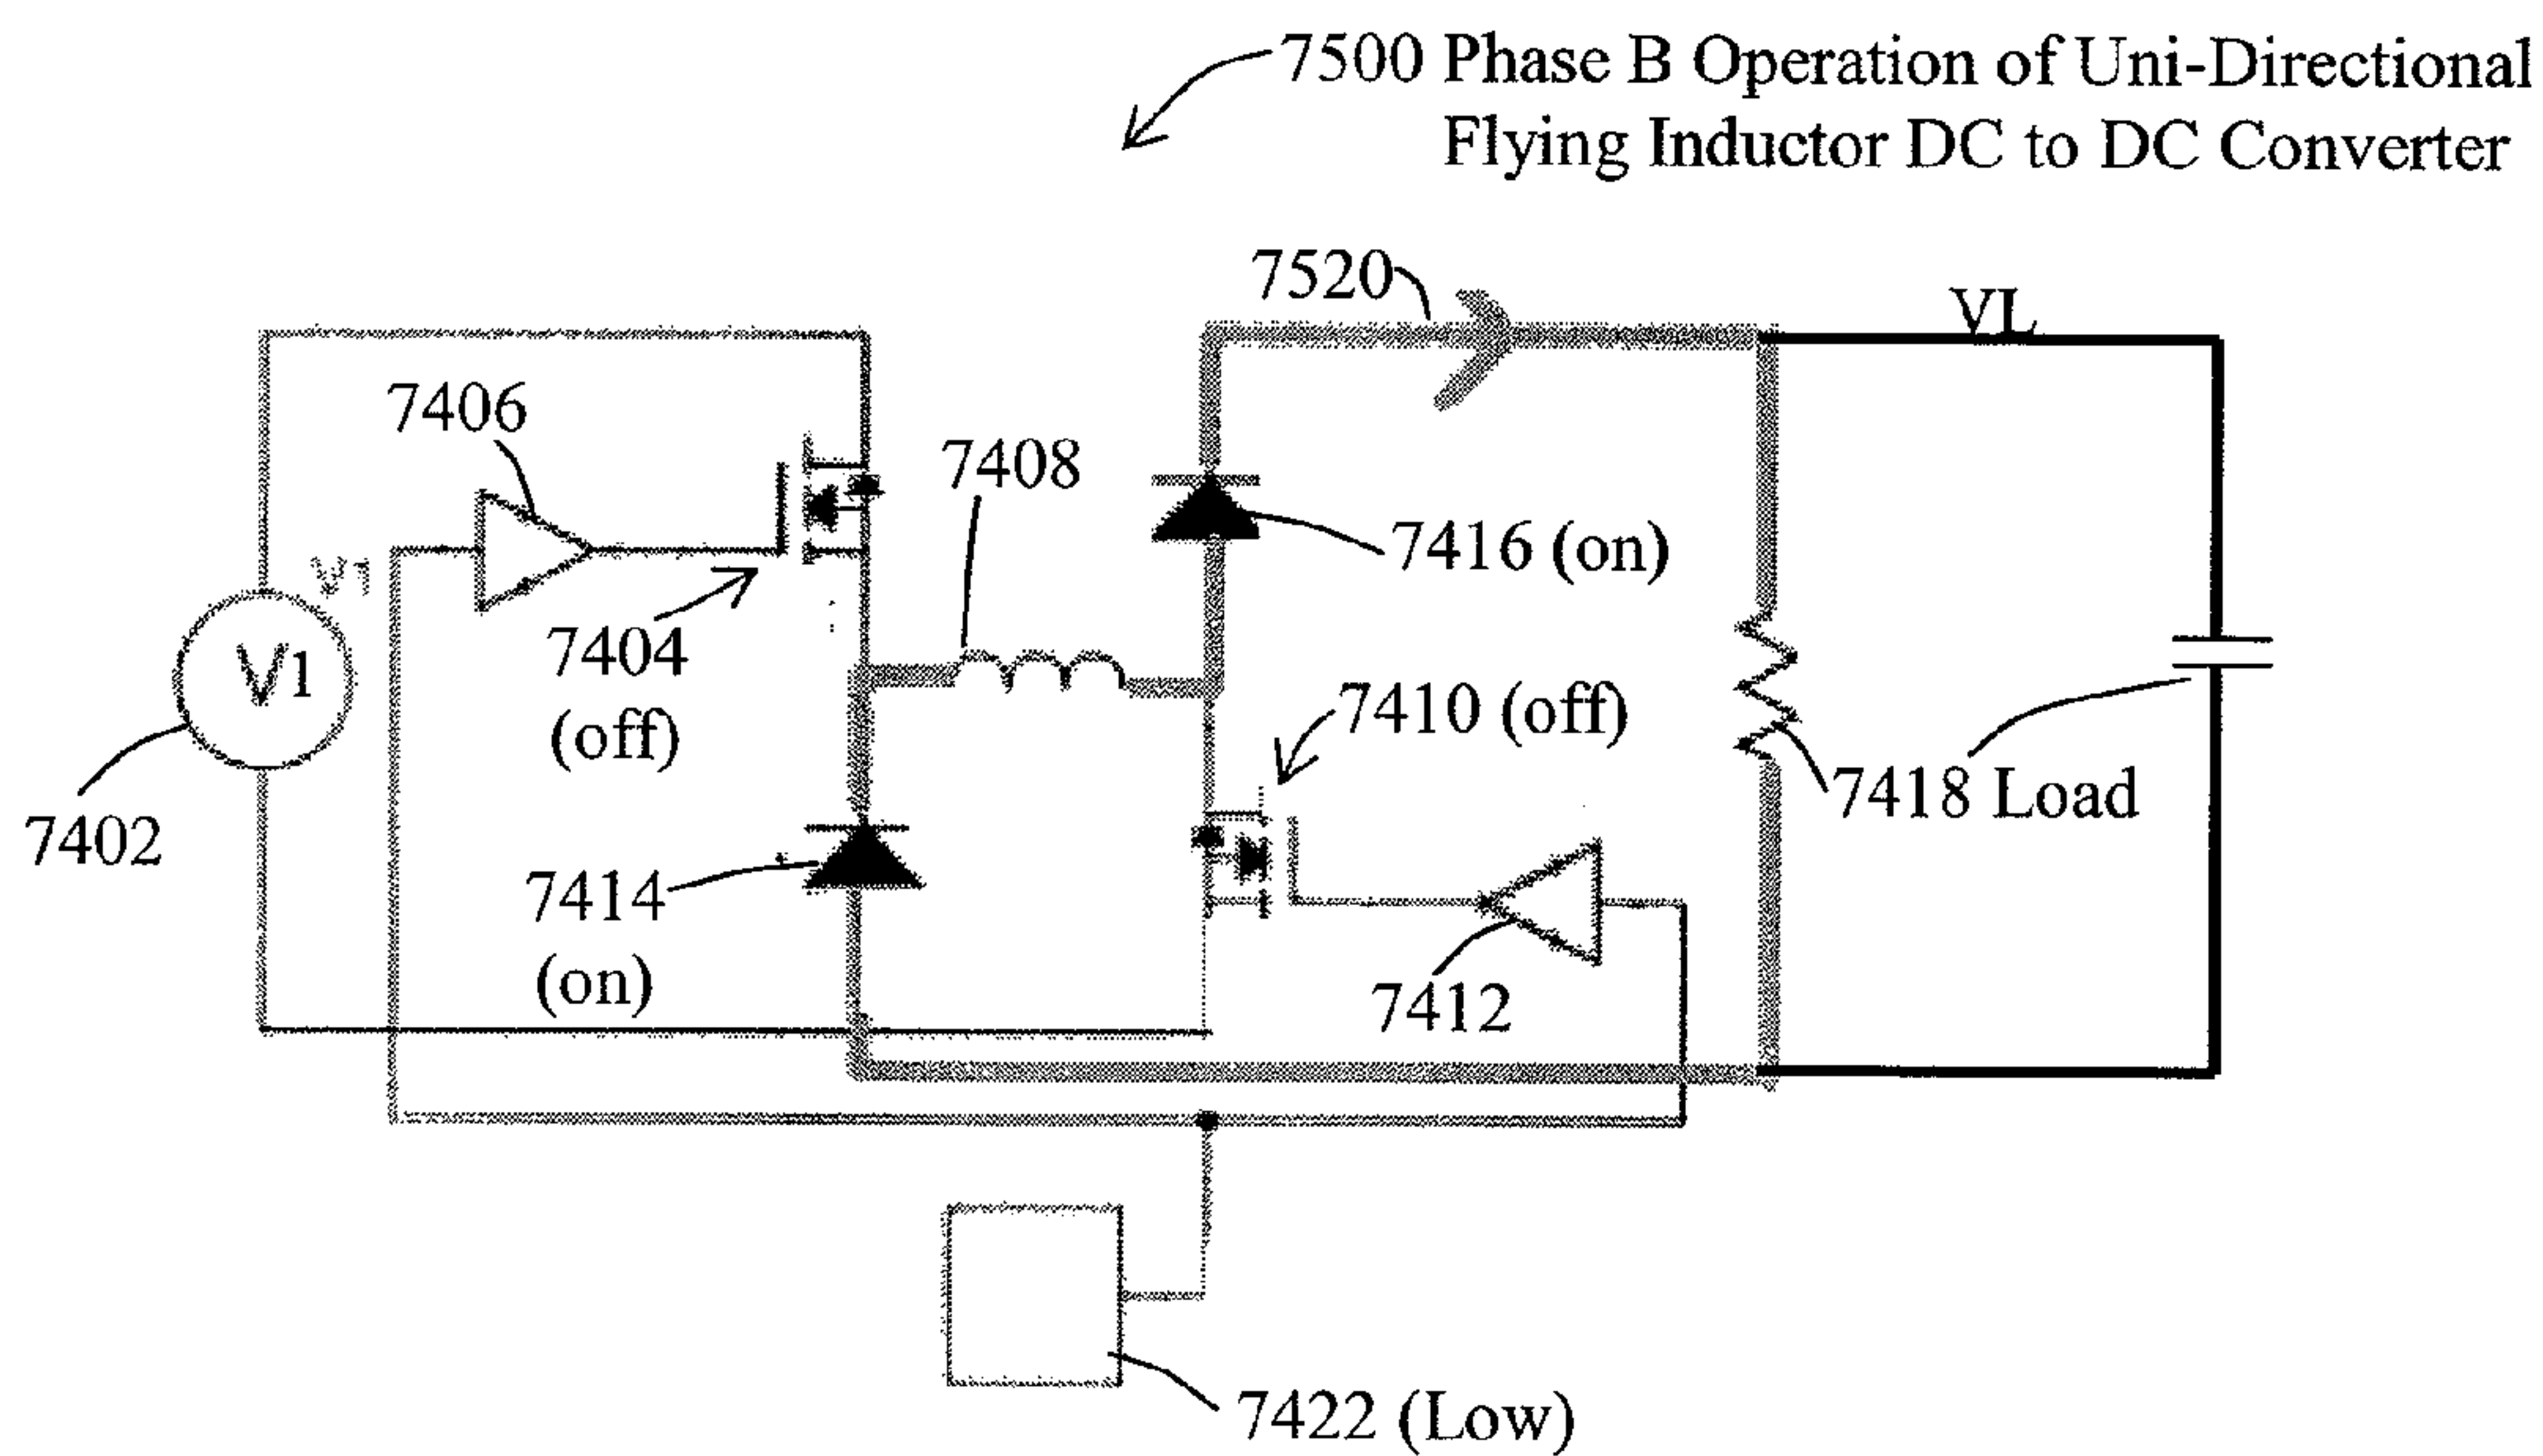 7500 Phase B Operation of Uni-Directional
Flying Inductor DC to DC Converter
7520
VL
7406
7408
7416 (on)
V1
7404
(off)
V1
7410 (off)
7418 Load
7402
7414
(on)
7412
7422 (Low)